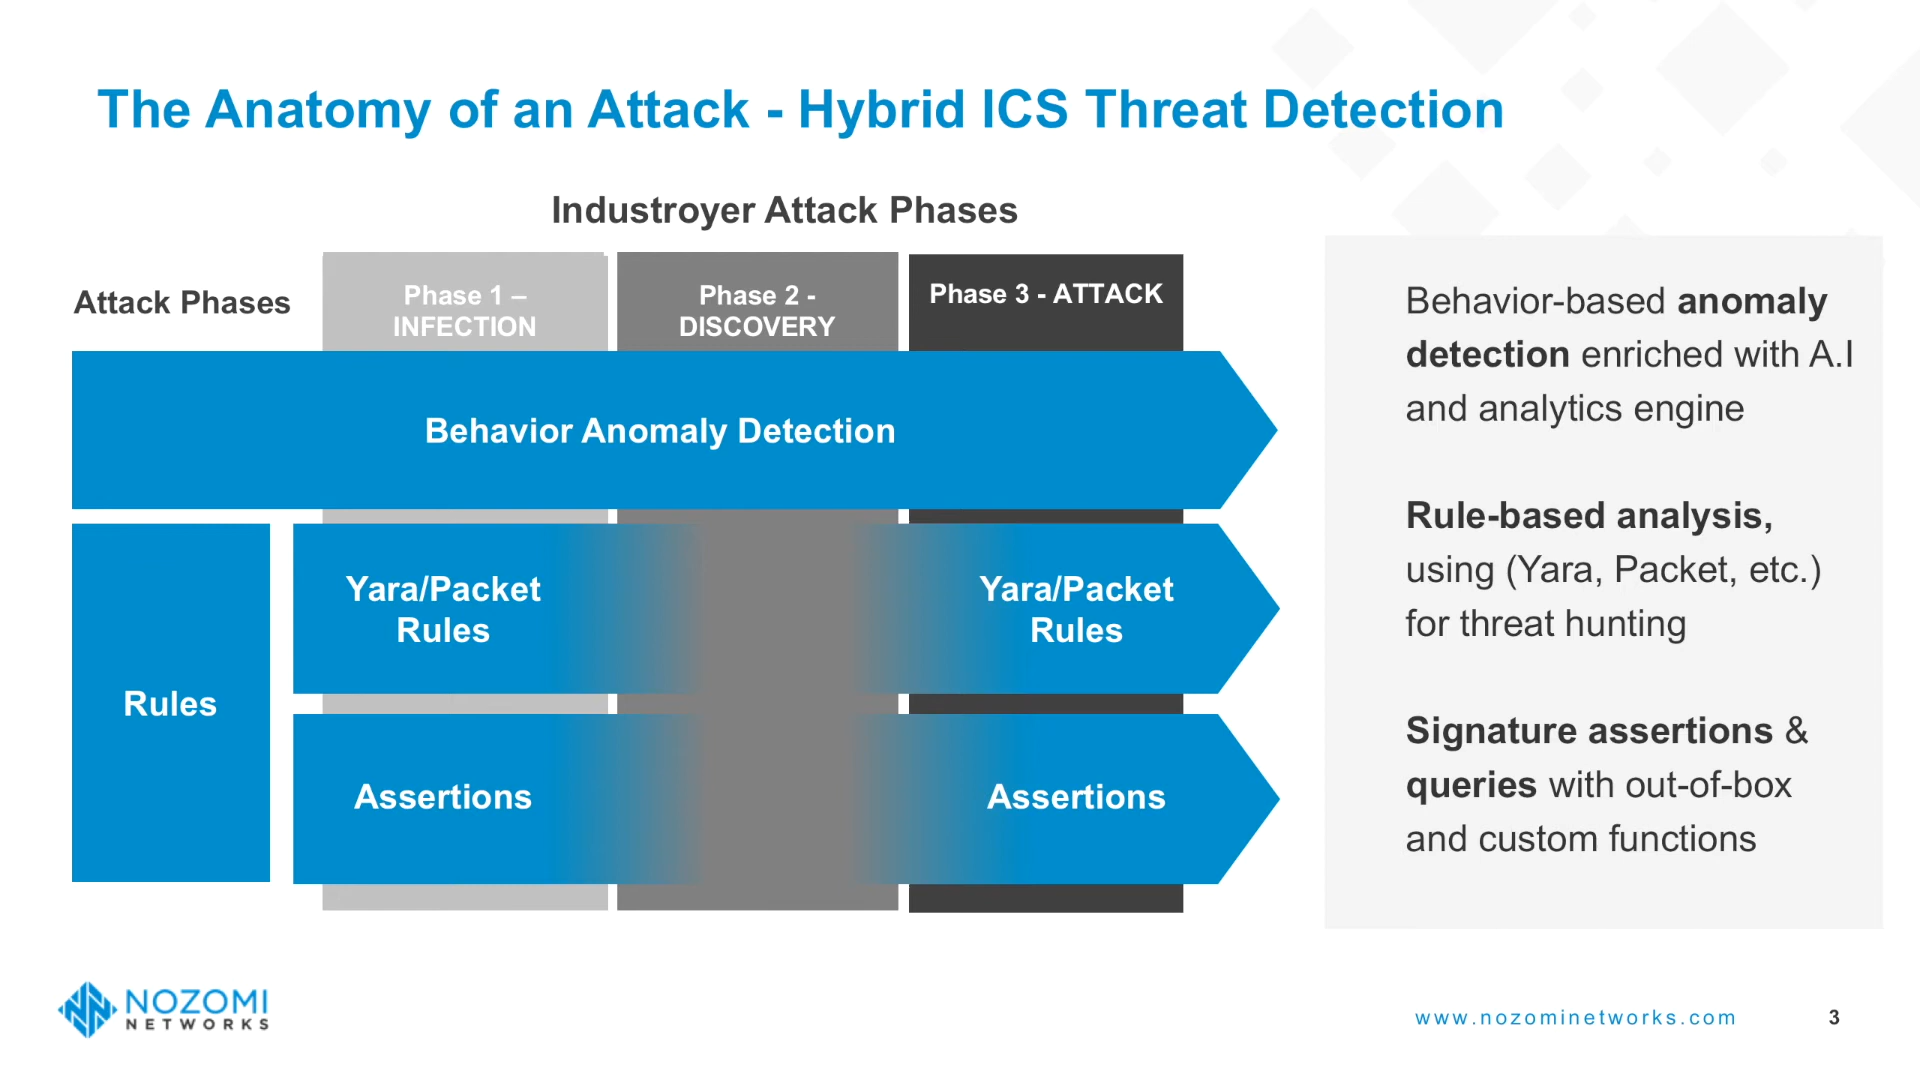 The Anatomy of an Attack - Hybrid ICS Threat Detection
Industroyer Attack Phases
Attack Phases
Phase 1 –
INFECTION
Phase 2 -
DISCOVERY
Phase 3 - ATTACK
Behavior Anomaly Detection
Rules
Yara/Packet
Rules
Yara/Packet
Rules
Assertions
Assertions
Behavior-based anomaly
detection enriched with A.I
and analytics engine
Rule-based analysis,
using (Yara, Packet, etc.)
for threat hunting
Signature assertions &
queries with out-of-box
and custom functions
NOZOMI
NETWORKS
www.nozominetworks.com
3